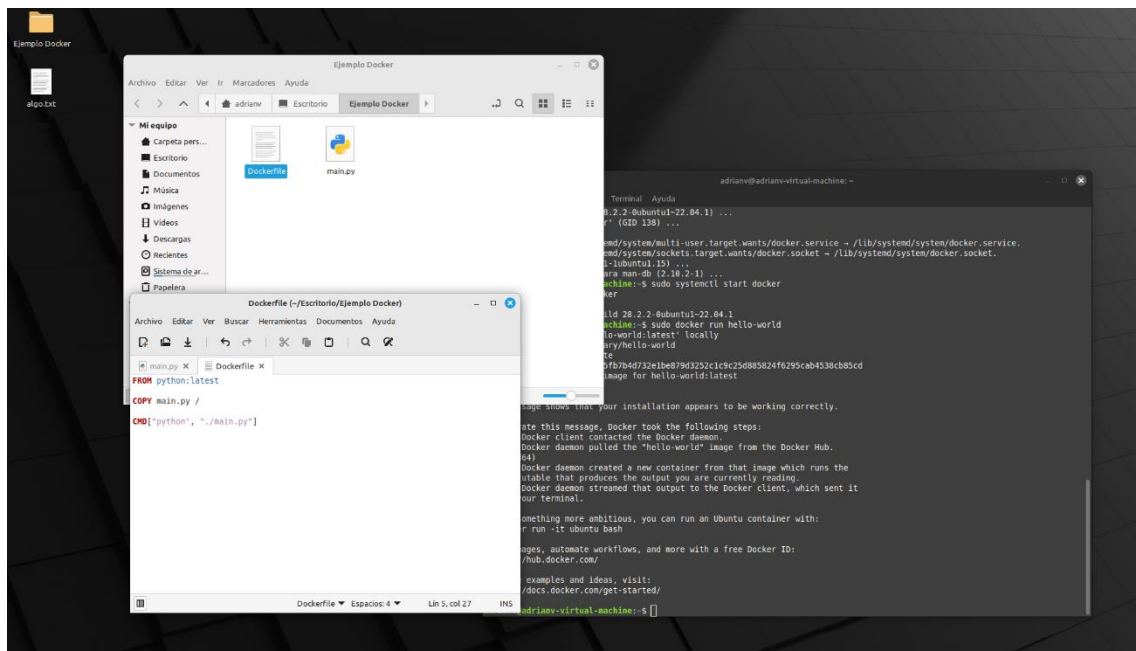 Ejemplo Docker
algo.txt
Ejemplo Docker
Archivo Editar Ver Ir Marcadores Ayuda
adrianv Escritorio Ejemplo Docker
Mi equipo
Carpeta pers...
Escritorio
Documentos
Música
Imágenes
Vídeos
Descargas
Recientes
Sistema de ar...
Papelera
Dockerfile
main.py
Dockerfile (~/Escritorio/Ejemplo Docker)
Archivo Editar Ver Buscar Herramientas Documentos Ayuda
main.py Dockerfile
FROM python:latest
COPY main.py /
CMD["python", "./main.py"]
Dockerfile Espacios: 4 Lín 5, col 27 INS
adrianv@adrianv-virtual-machine: ~
Terminal Ayuda
8.2.2-0ubuntu1~22.04.1) ...
r' (GID 138) ...
emd/system/multi-user.target.wants/docker.service → /lib/systemd/system/docker.service.
emd/system/sockets.target.wants/docker.socket → /lib/systemd/system/docker.socket.
1-1ubuntu1.15) ...
ara man-db (2.10.2-1) ...
achine:~$ sudo systemctl start docker
ker
ild 28.2.2-0ubuntu1~22.04.1
achine:~$ sudo docker run hello-world
lo-world:latest' locally
ary/hello-world
te
image for hello-world:latest
sage shows that your installation appears to be working correctly.
ate this message, Docker took the following steps:
Docker client contacted the Docker daemon.
Docker daemon pulled the "hello-world" image from the Docker Hub.
64)
Docker daemon created a new container from that image which runs the
utable that produces the output you are currently reading.
Docker daemon streamed that output to the Docker client, which sent it
our terminal.
omething more ambitious, you can run an Ubuntu container with:
r run -it ubuntu bash
ages, automate workflows, and more with a free Docker ID:
/hub.docker.com/
examples and ideas, visit:
/docs.docker.com/get-started/
adrianv-virtual-machine:~$